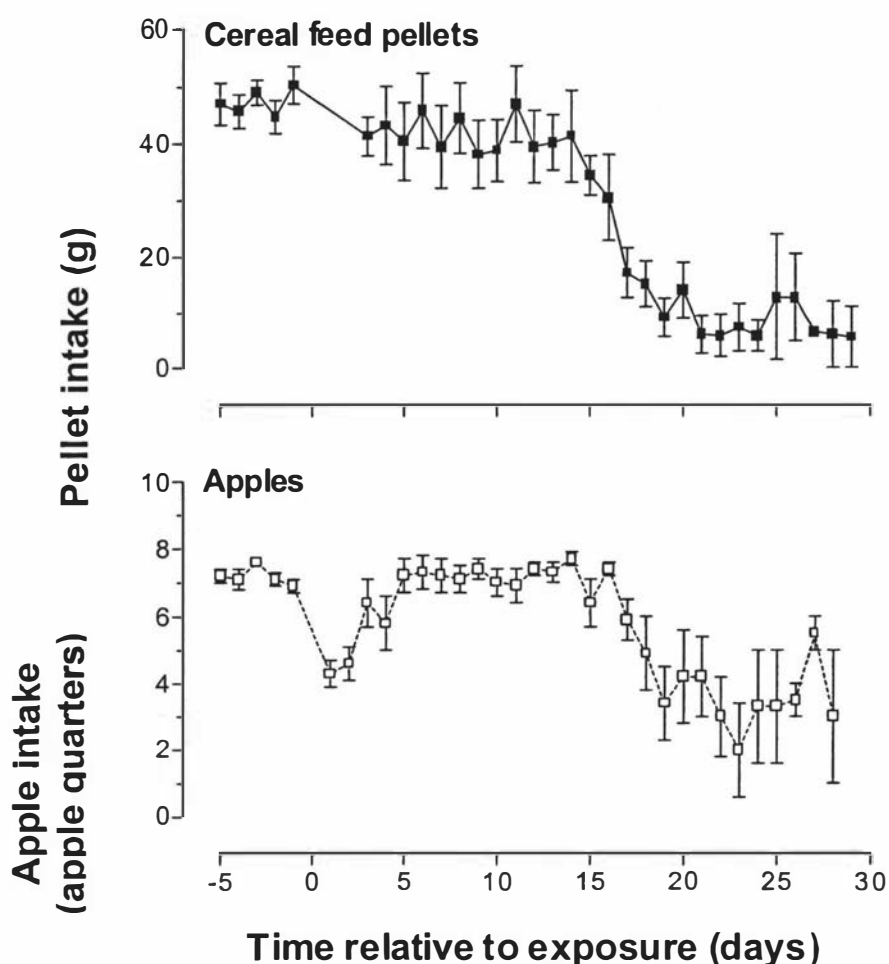 Cereal feed pellets
60
40
20
0
Pellet intake (g)
Apples
10
8
6
4
2
0
Apple intake
(apple quarters)
-5 0 5 10 15 20 25 30
Time relative to exposure (days)